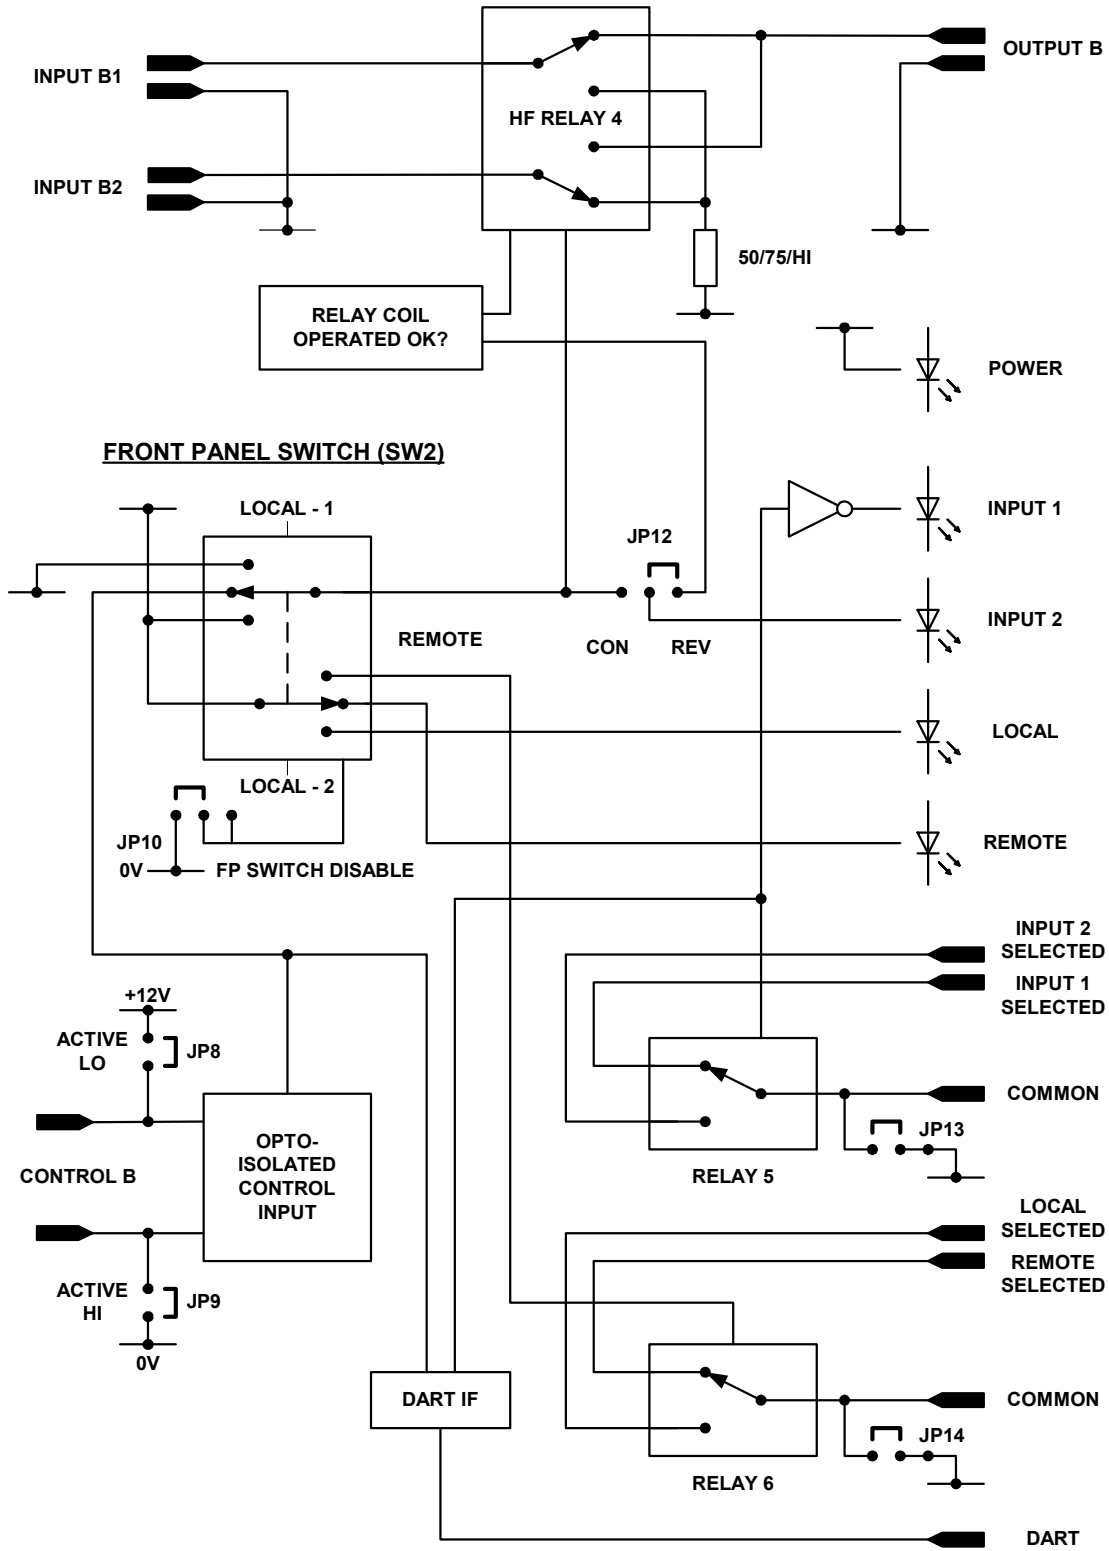 INPUT B1
OUTPUT B
HF RELAY 4
INPUT B2
50/75/HI
RELAY COIL
OPERATED OK?
POWER
FRONT PANEL SWITCH (SW2)
LOCAL - 1
INPUT 1
JP12
INPUT 2
REMOTE
CON
REV
LOCAL
LOCAL - 2
JP10
0V
FP SWITCH DISABLE
REMOTE
INPUT 2
SELECTED
INPUT 1
SELECTED
+12V
ACTIVE
LO
JP8
COMMON
JP13
OPTO-
ISOLATED
CONTROL
INPUT
CONTROL B
RELAY 5
LOCAL
SELECTED
REMOTE
SELECTED
ACTIVE
HI
JP9
0V
DART IF
COMMON
JP14
RELAY 6
DART